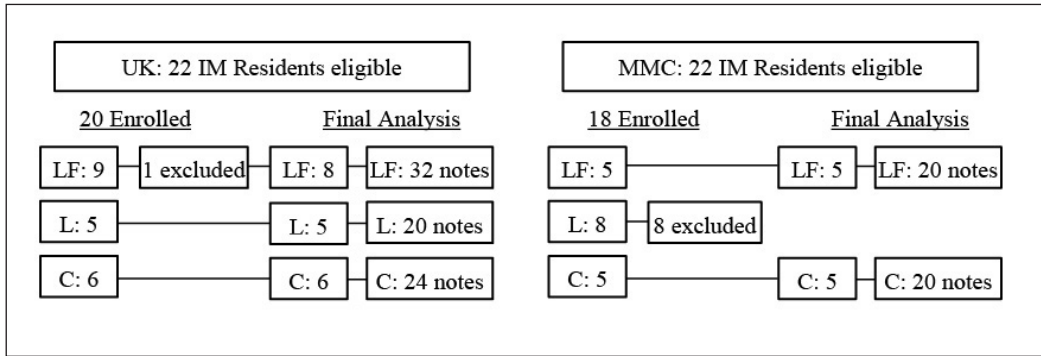 UK: 22 IM Residents eligible
20 Enrolled Final Analysis
LF: 9 1 excluded LF: 8 LF: 32 notes
L: 5 L: 5 L: 20 notes
C: 6 C: 6 C: 24 notes
MMC: 22 IM Residents eligible
18 Enrolled Final Analysis
LF: 5 LF: 5 LF: 20 notes
L: 8 8 excluded
C: 5 C: 5 C: 20 notes